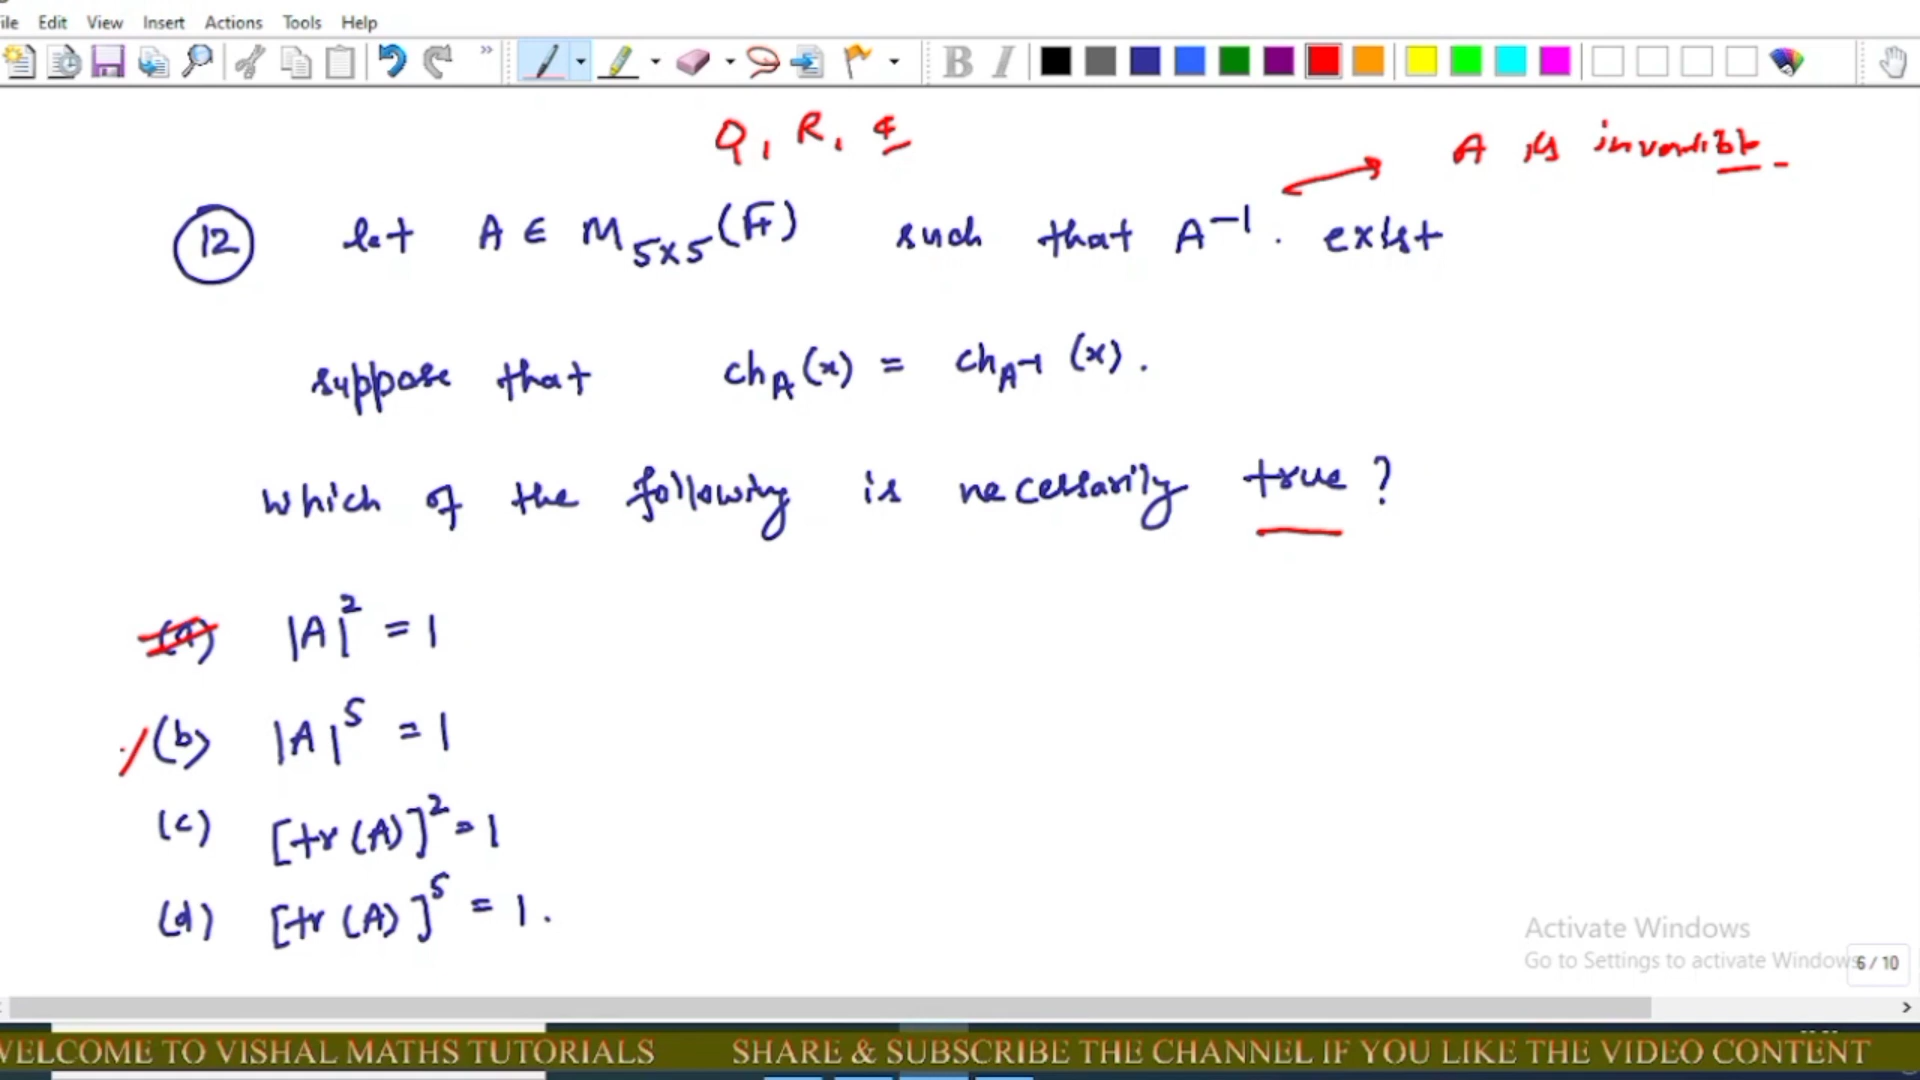 ile Edit View Insert Actions Tools Help
Q, R, ¢
A is invertible.
(12) let A ∈ M5×5(F) such that A⁻¹. exist
suppose that chA(x) = chA⁻¹(x).
which of the following is necessarily true?
(a) |A|² = 1
(b) |A|⁵ = 1
(c) [tr(A)]² = 1
(d) [tr(A)]⁵ = 1.
Activate Windows
Go to Settings to activate Windows
6 / 10
WELCOME TO VISHAL MATHS TUTORIALS SHARE & SUBSCRIBE THE CHANNEL IF YOU LIKE THE VIDEO CONTENT